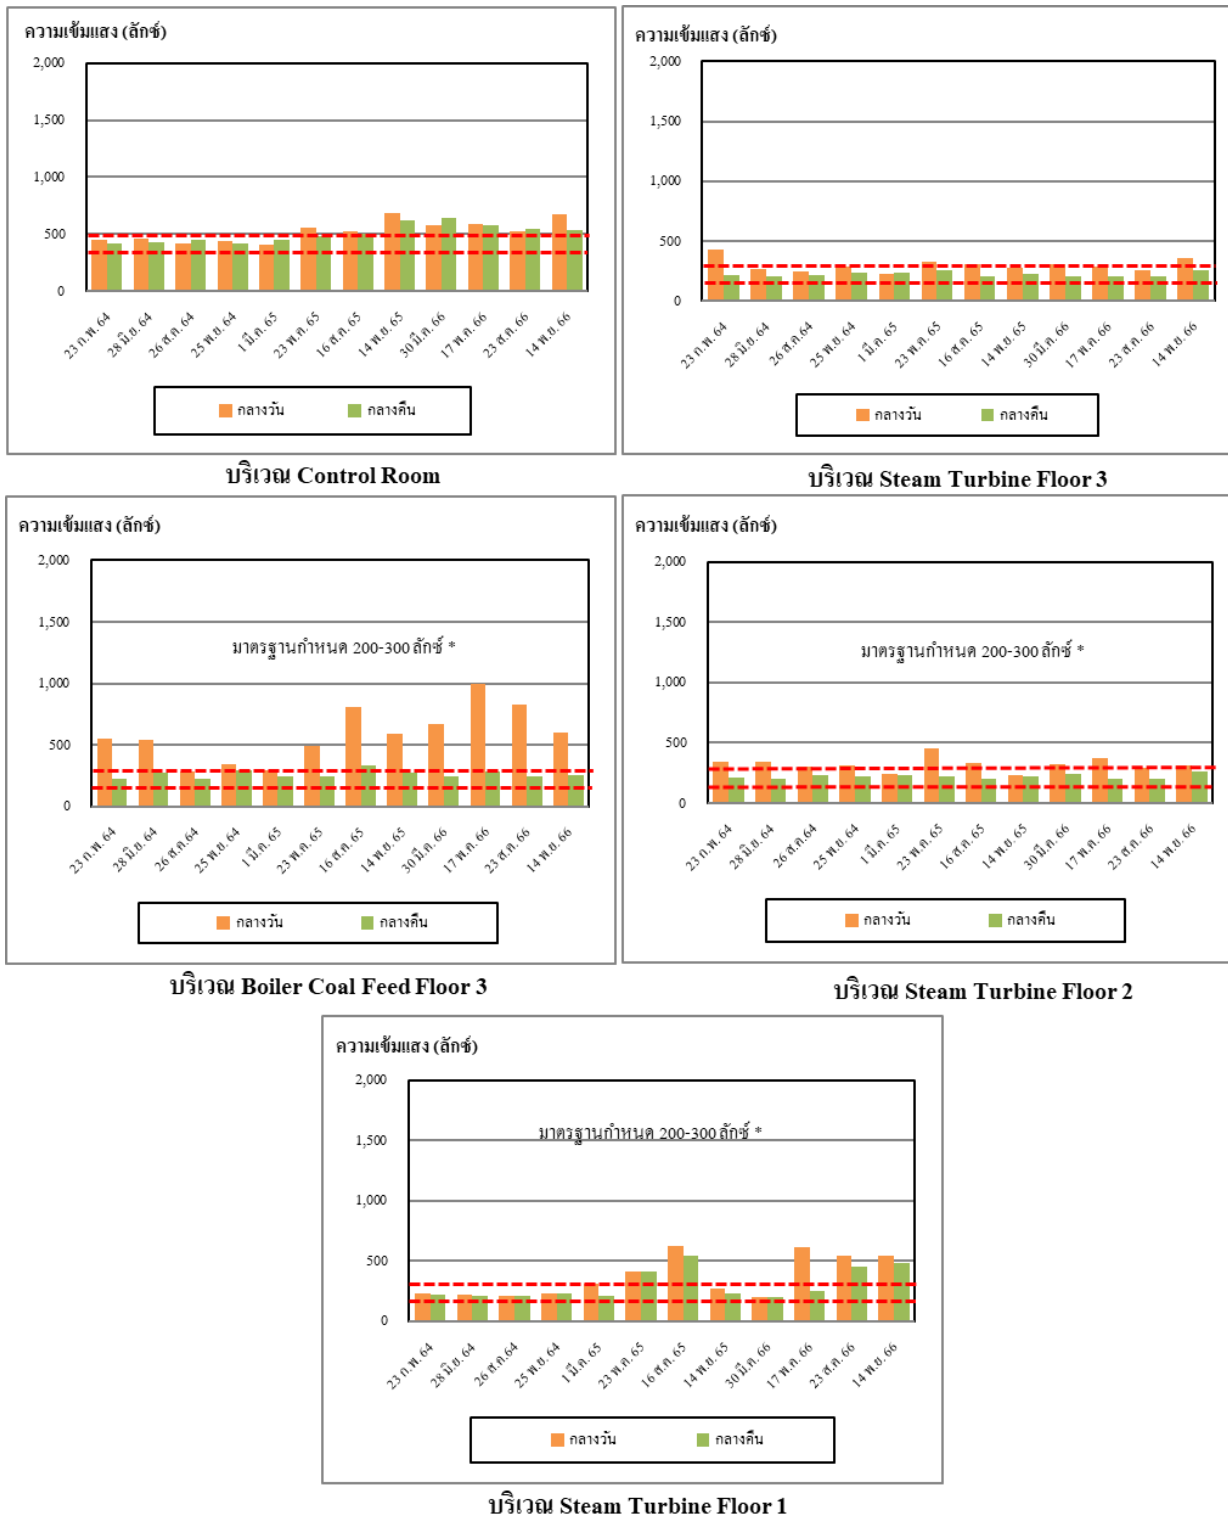 ความเข้มแสง (ลักซ์)
2,000
1,500
1,000
500
0
23 ก.พ. 64
28 มิ.ย. 64
26 ส.ค. 64
25 พ.ย. 64
1 มี.ค. 65
23 พ.ค. 65
16 ส.ค. 65
14 พ.ย. 65
30 มี.ค. 66
17 พ.ค. 66
23 ส.ค. 66
14 พ.ย. 66
กลางวัน กลางคืน
บริเวณ Control Room
ความเข้มแสง (ลักซ์)
2,000
1,500
1,000
500
0
23 ก.พ. 64
28 มิ.ย. 64
26 ส.ค. 64
25 พ.ย. 64
1 มี.ค. 65
23 พ.ค. 65
16 ส.ค. 65
14 พ.ย. 65
30 มี.ค. 66
17 พ.ค. 66
23 ส.ค. 66
14 พ.ย. 66
กลางวัน กลางคืน
บริเวณ Steam Turbine Floor 3
ความเข้มแสง (ลักซ์)
2,000
1,500
มาตรฐานกำหนด 200-300 ลักซ์ *
1,000
500
0
23 ก.พ. 64
28 มิ.ย. 64
26 ส.ค.64
25 พ.ย. 64
1 มี.ค. 65
23 พ.ค. 65
16 ส.ค. 65
14 พ.ย. 65
30 มี.ค. 66
17 พ.ค. 66
23 ส.ค. 66
14 พ.ย. 66
กลางวัน กลางคืน
บริเวณ Boiler Coal Feed Floor 3
ความเข้มแสง (ลักซ์)
2,000
1,500
มาตรฐานกำหนด 200-300 ลักซ์ *
1,000
500
0
23 ก.พ. 64
28 มิ.ย. 64
26 ส.ค.64
25 พ.ย. 64
1 มี.ค. 65
23 พ.ค. 65
16 ส.ค. 65
14 พ.ย. 65
30 มี.ค. 66
17 พ.ค. 66
23 ส.ค. 66
14 พ.ย. 66
กลางวัน กลางคืน
บริเวณ Steam Turbine Floor 2
ความเข้มแสง (ลักซ์)
2,000
มาตรฐานกำหนด 200-300 ลักซ์ *
1,500
1,000
500
0
23 ก.พ. 64
28 มิ.ย. 64
26 ส.ค.64
25 พ.ย. 64
1 มี.ค. 65
23 พ.ค. 65
16 ส.ค. 65
14 พ.ย. 65
30 มี.ค. 66
17 พ.ค. 66
23 ส.ค. 66
14 พ.ย. 66
กลางวัน กลางคืน
บริเวณ Steam Turbine Floor 1